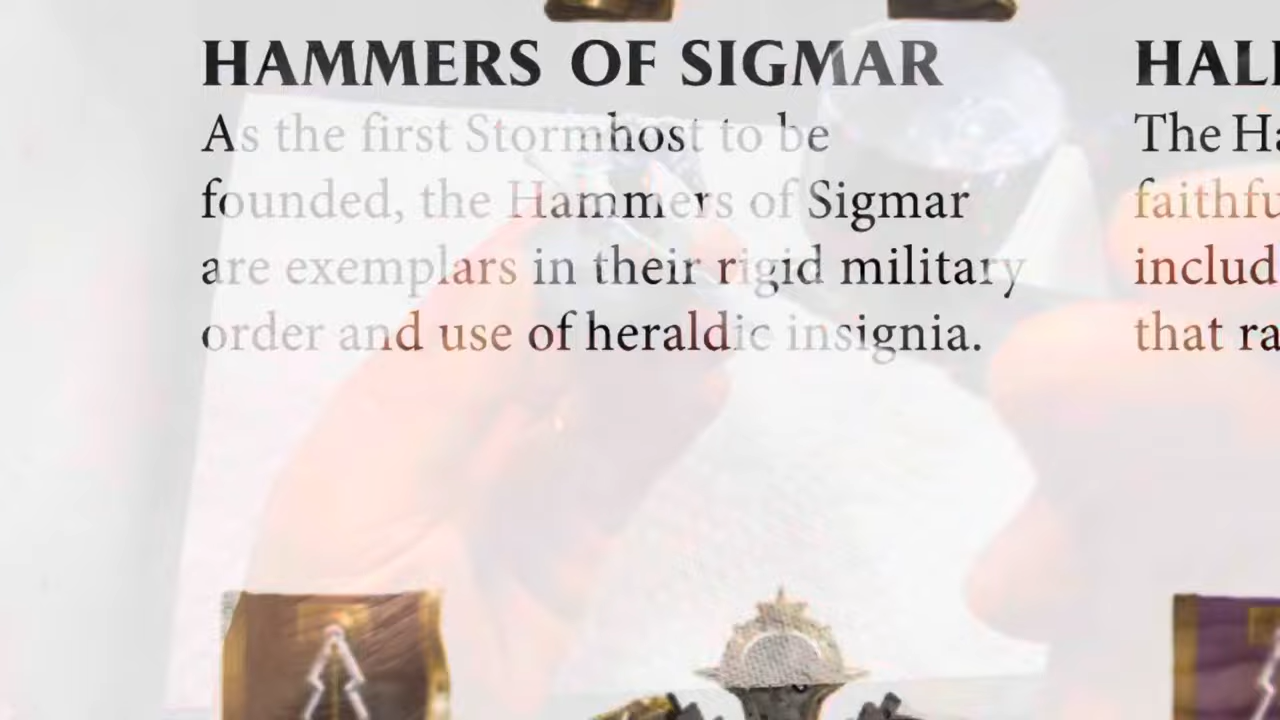 HAMMERS OF SIGMAR
As the first Stormhost to be
founded, the Hammers of Sigmar
are exemplars in their rigid military
order and use of heraldic insignia.
The
faithfu
includ
that ra